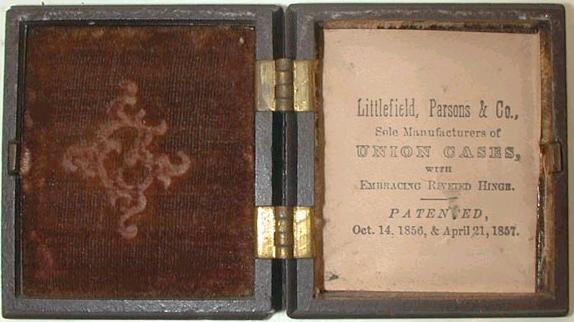 Littlefield, Parsons & Co.,
Sole Manufacturers of
UNION CASES,
WITH
EMBRACING RIVETED HINGE.
PATENTED,
Oct. 14, 1856, & April 21, 1857.